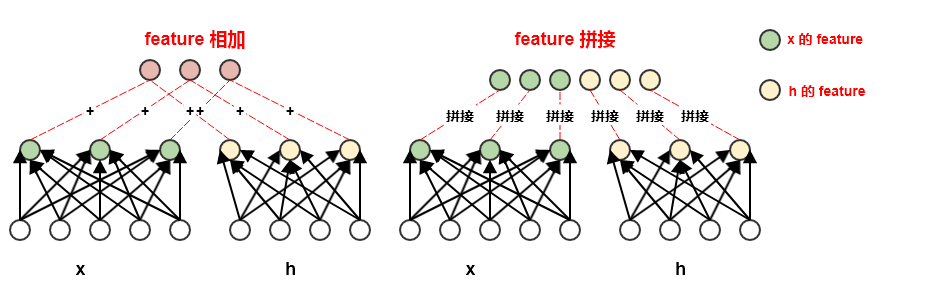 feature 相加
feature 拼接
x 的 feature
h 的 feature
+ + ++ + +
拼接 拼接 拼接 拼接 拼接 拼接
x h x h